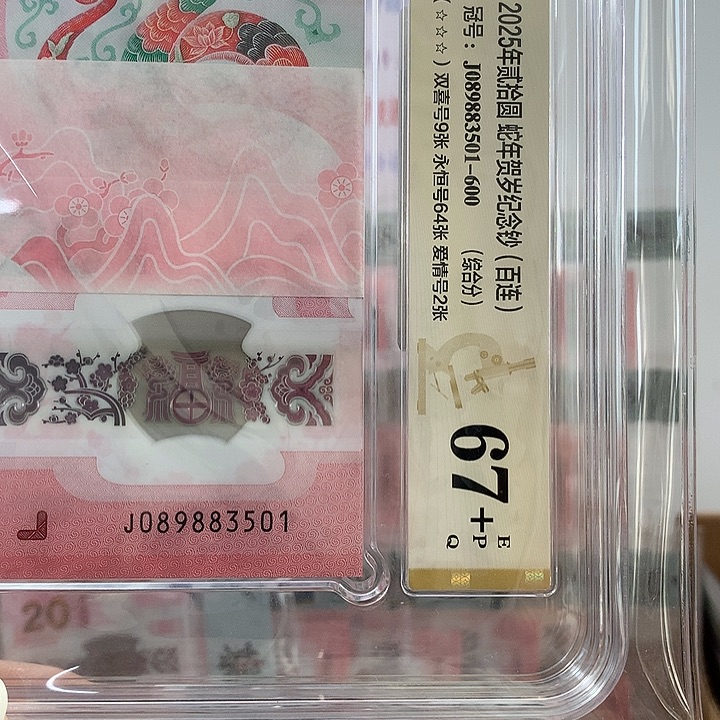 2025年贰拾圆 蛇年贺岁纪念钞（百连）
冠号：J089883501-600 （综合分）
（☆☆☆）双喜号9张 永恒号64张 爱情号2张
67+
E
P
Q
J089883501
20